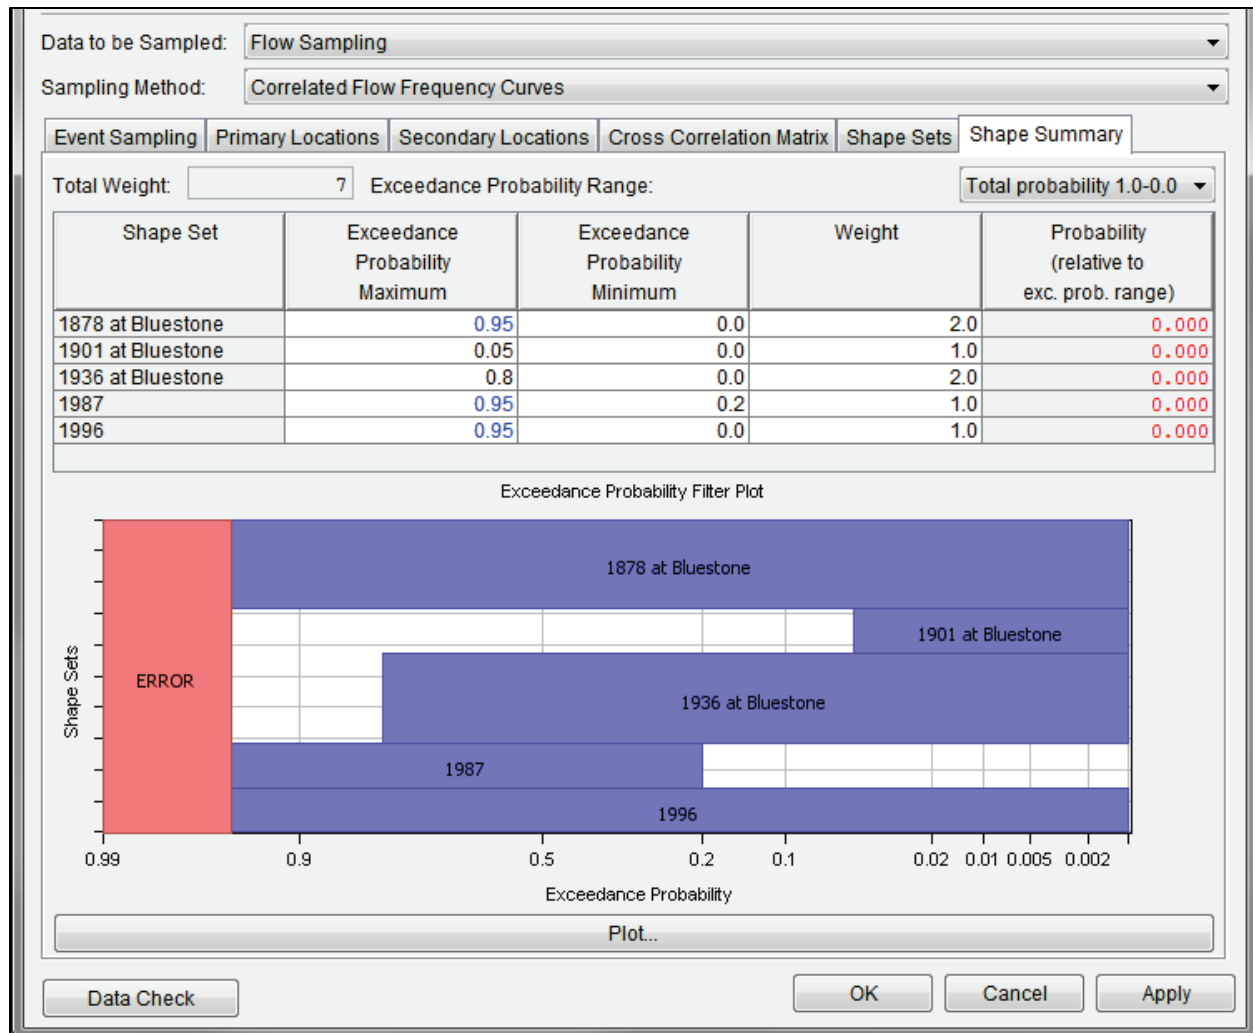 Data to be Sampled: Flow Sampling
Sampling Method: Correlated Flow Frequency Curves
Event Sampling Primary Locations Secondary Locations Cross Correlation Matrix Shape Sets Shape Summary
Total Weight: 7 Exceedance Probability Range: Total probability 1.0-0.0
Shape Set Exceedance Exceedance Weight Probability
Probability Probability (relative to
Maximum Minimum exc. prob. range)
1878 at Bluestone 0.95 0.0 2.0 0.000
1901 at Bluestone 0.05 0.0 1.0 0.000
1936 at Bluestone 0.8 0.0 2.0 0.000
1987 0.95 0.2 1.0 0.000
1996 0.95 0.0 1.0 0.000
Exceedance Probability Filter Plot
1878 at Bluestone
1901 at Bluestone
Shape Sets
ERROR
1936 at Bluestone
1987
1996
0.99 0.9 0.5 0.2 0.1 0.02 0.01 0.005 0.002
Exceedance Probability
Plot...
Data Check OK Cancel Apply